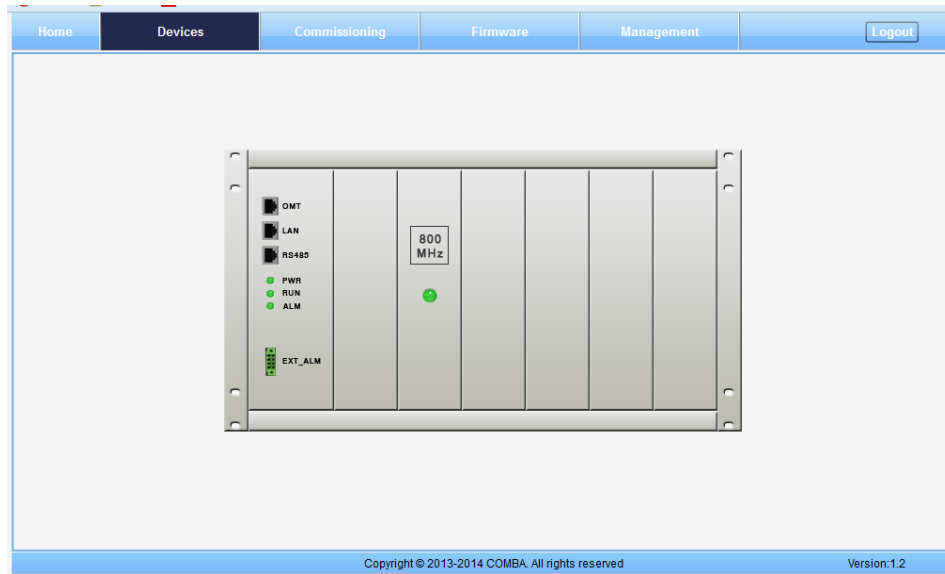 Home Devices Commissioning Firmware Management Logout
OMT
LAN
RS485
PWR
RUN
ALM
EXT_ALM
800
MHz
Copyright © 2013-2014 COMBA. All rights reserved Version:1.2